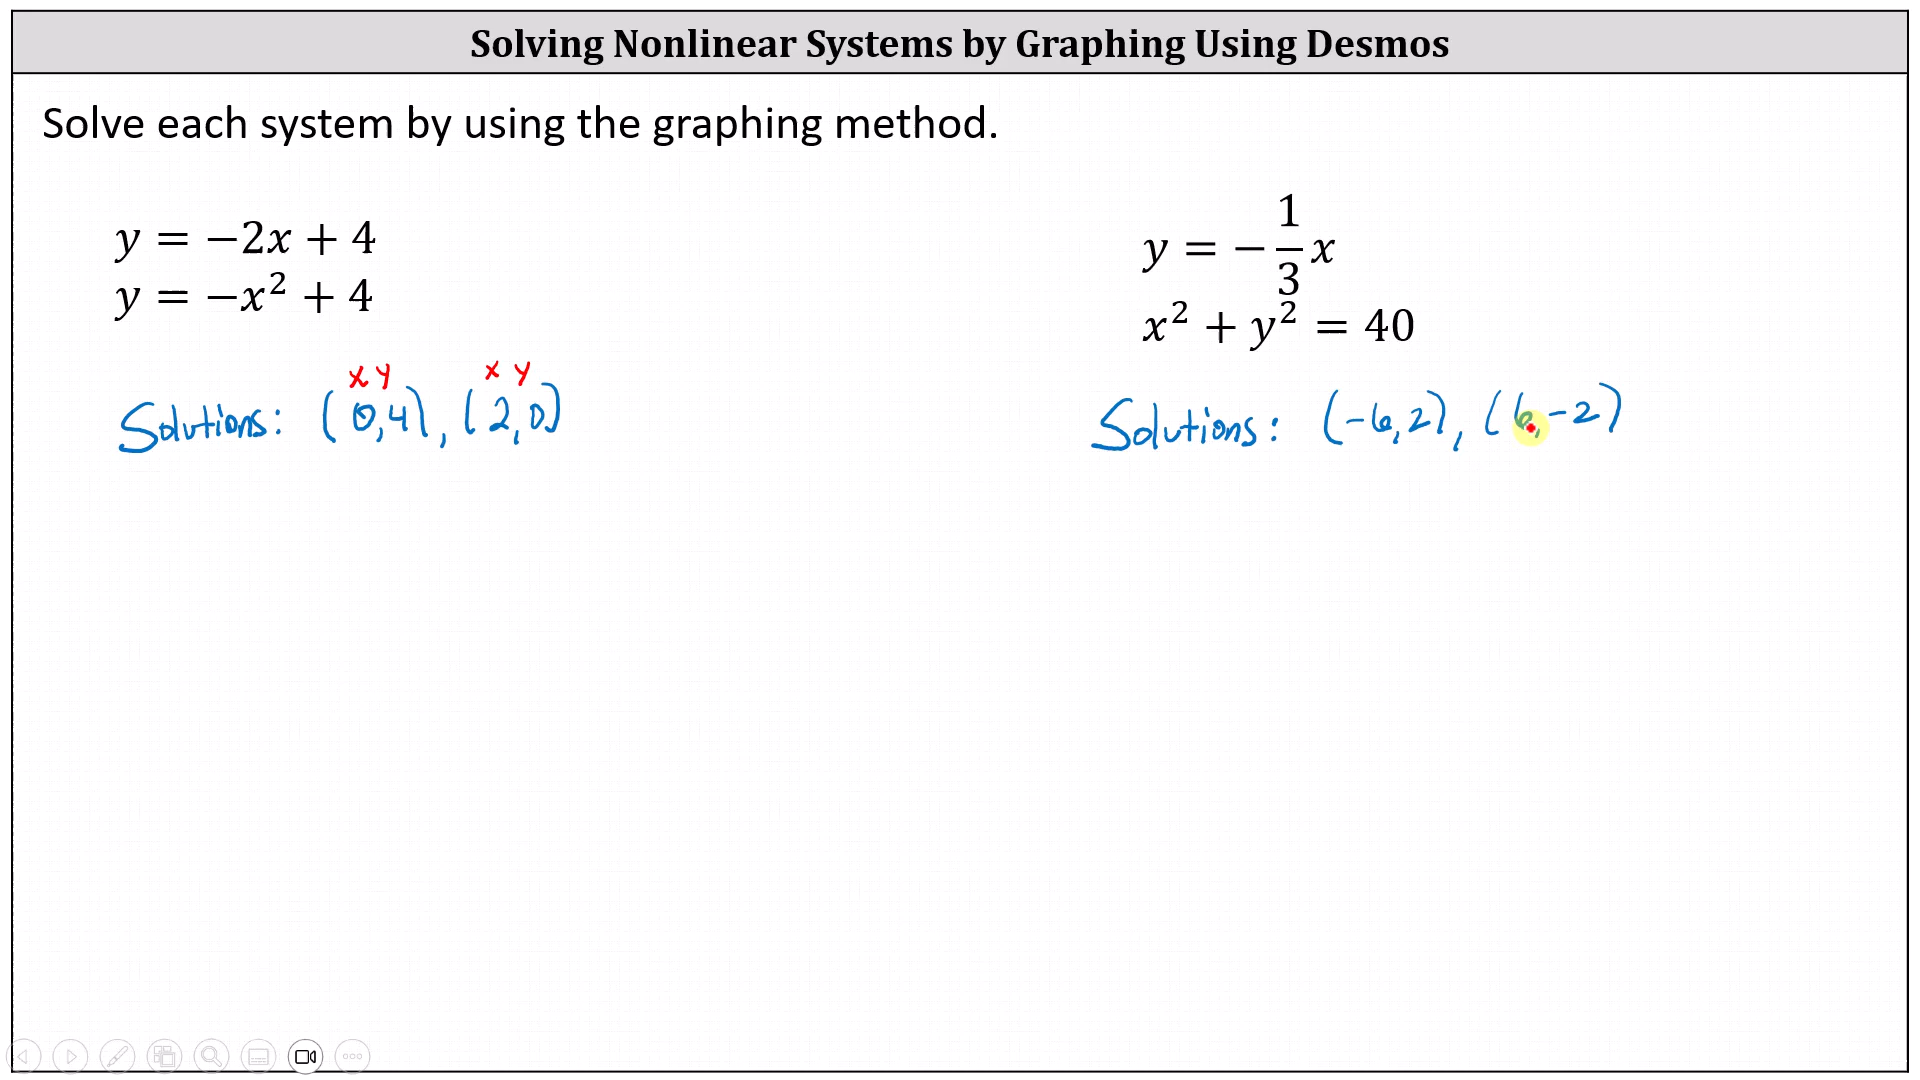 Solving Nonlinear Systems by Graphing Using Desmos
Solve each system by using the graphing method.
y = −2x + 4
y = −x² + 4
x y x y
Solutions: (0,4), (2,0)
y = −1/3 x
x² + y² = 40
Solutions: (-6,2), (6,-2)